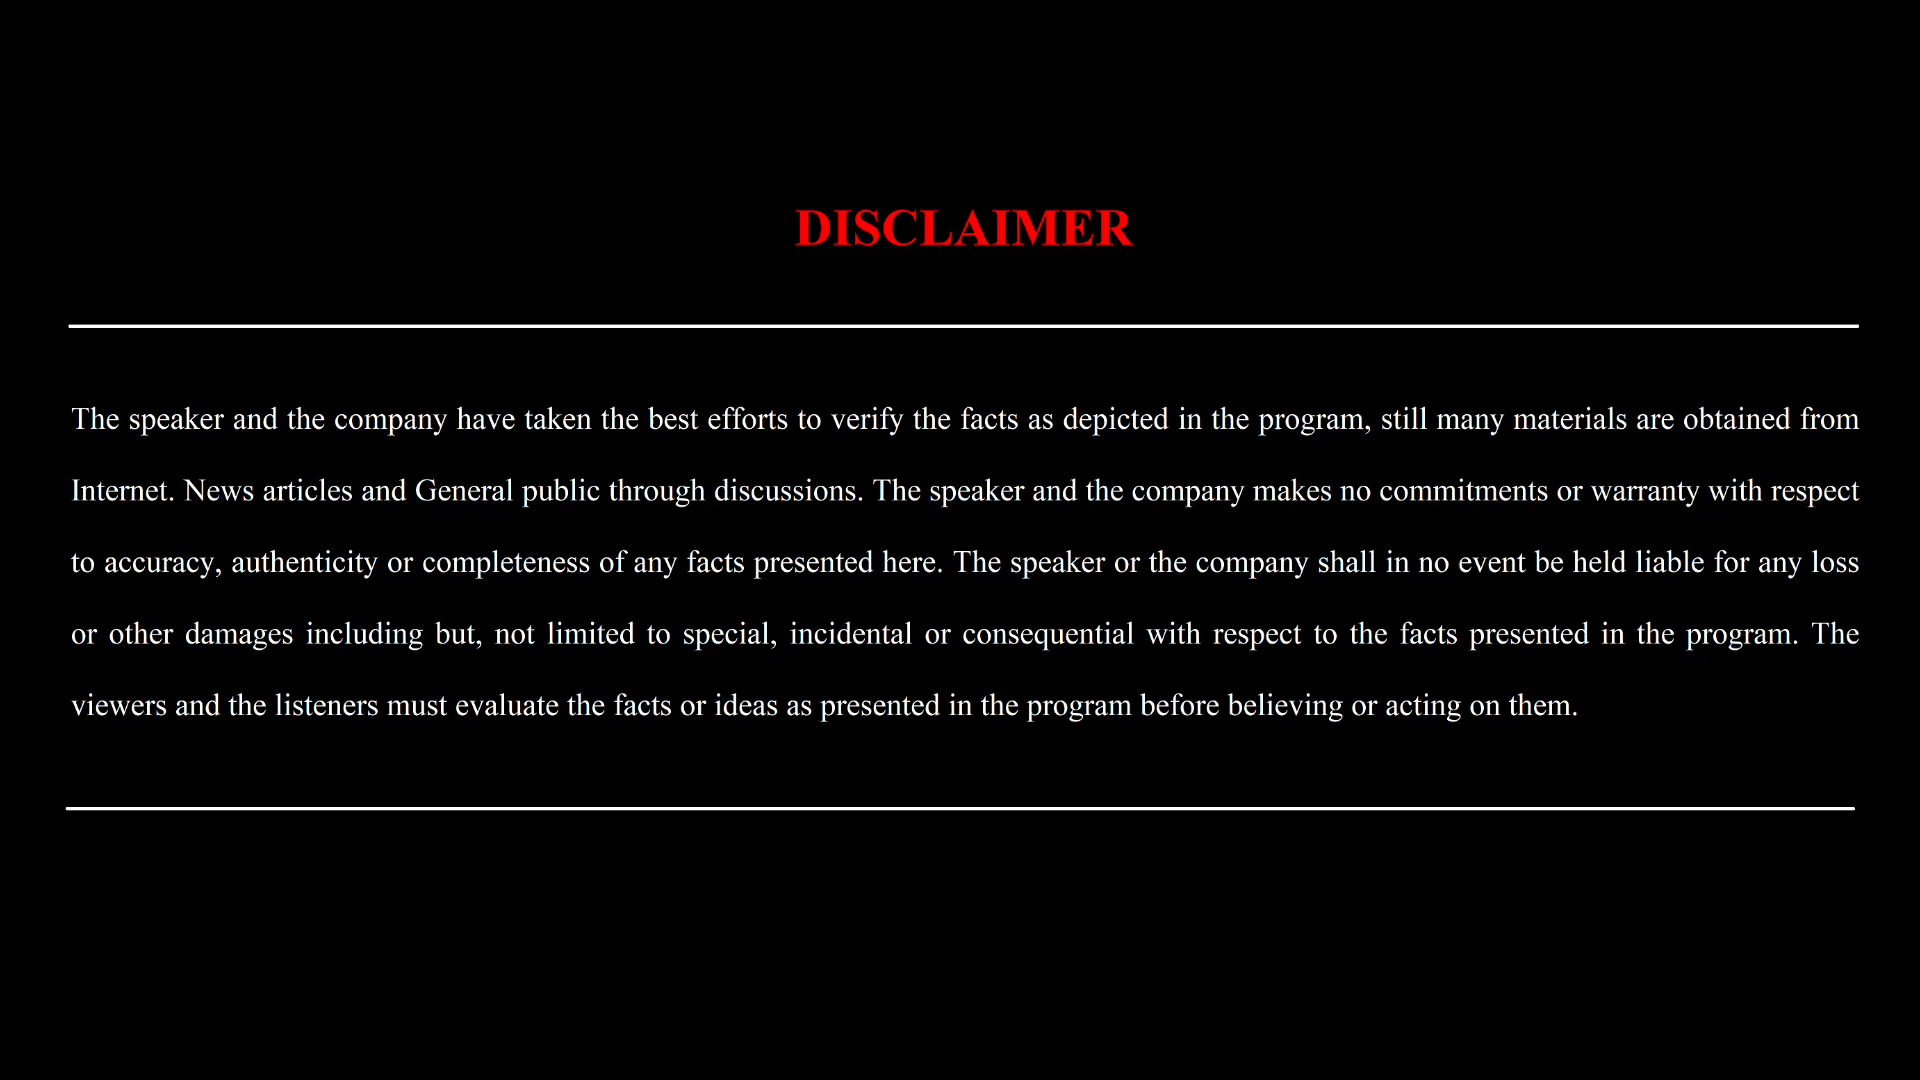 DISCLAIMER
The speaker and the company have taken the best efforts to verify the facts as depicted in the program, still many materials are obtained from
Internet. News articles and General public through discussions. The speaker and the company makes no commitments or warranty with respect
to accuracy, authenticity or completeness of any facts presented here. The speaker or the company shall in no event be held liable for any loss
or other damages including but, not limited to special, incidental or consequential with respect to the facts presented in the program. The
viewers and the listeners must evaluate the facts or ideas as presented in the program before believing or acting on them.